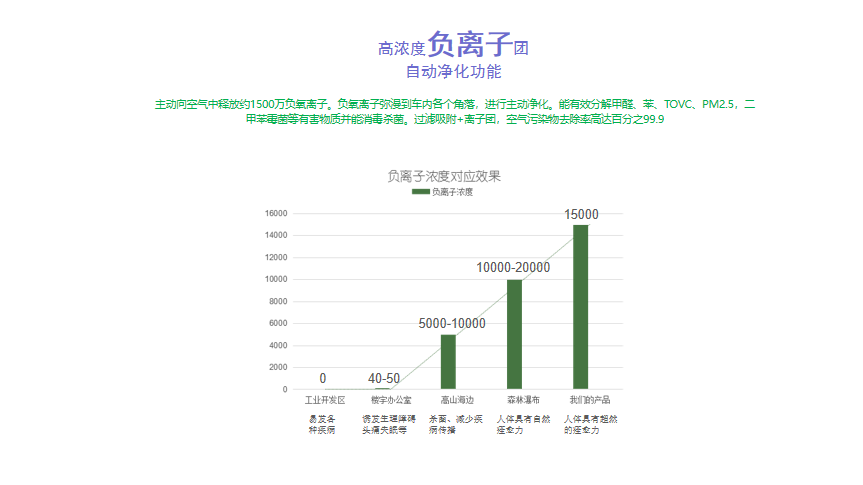 高浓度负离子团
自动净化功能
主动向空气中释放约1500万负氧离子。负氧离子弥漫到车内各个角落，进行主动净化。能有效分解甲醛、苯、TOVC、PM2.5，二
甲苯霉菌等有害物质并能消毒杀菌。过滤吸附+离子团，空气污染物去除率高达百分之99.9
负离子浓度对应效果
负离子浓度
16000
14000
12000
10000
8000
6000
4000
2000
0
0
40-50
5000-10000
10000-20000
15000
工业开发区
楼宇办公室
高山海边
森林瀑布
我们的产品
易发各
种疾病
诱发生理障碍
头痛失眠等
杀菌、减少疾
病传播
人体具有自然
痊愈力
人体具有超然
的痊愈力